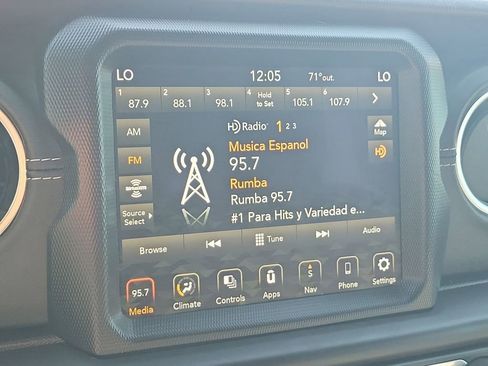 LO 12:05 71°out. LO
1 87.9 2 88.1 3 98.1 4 Hold to Set 5 105.1 6 107.9
AM
HD Radio 1 2 3
Map
Musica Espanol
FM
95.7
HD
Rumba
SiriusXM
Rumba 95.7
Source Select
#1 Para Hits y Variedad e...
Browse
Tune
Audio
95.7
S
Media Climate Controls Apps Nav Phone Settings